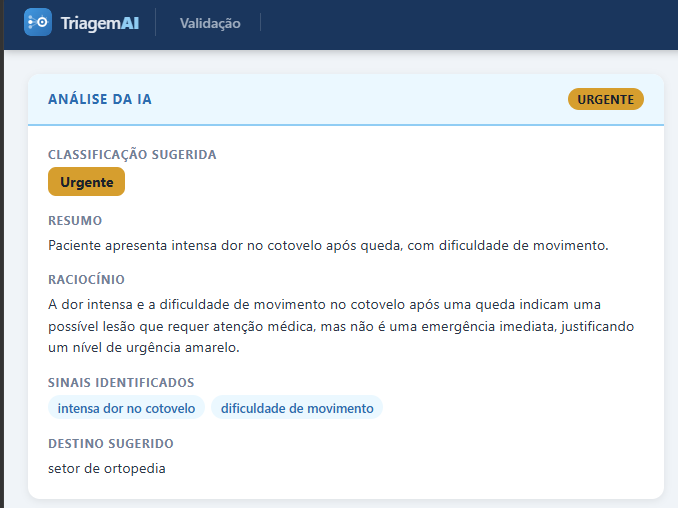 TriagemAI
Validação
ANÁLISE DA IA
URGENTE
CLASSIFICAÇÃO SUGERIDA
Urgente
RESUMO
Paciente apresenta intensa dor no cotovelo após queda, com dificuldade de movimento.
RACIOCÍNIO
A dor intensa e a dificuldade de movimento no cotovelo após uma queda indicam uma
possível lesão que requer atenção médica, mas não é uma emergência imediata, justificando
um nível de urgência amarelo.
SINAIS IDENTIFICADOS
intensa dor no cotovelo
dificuldade de movimento
DESTINO SUGERIDO
setor de ortopedia